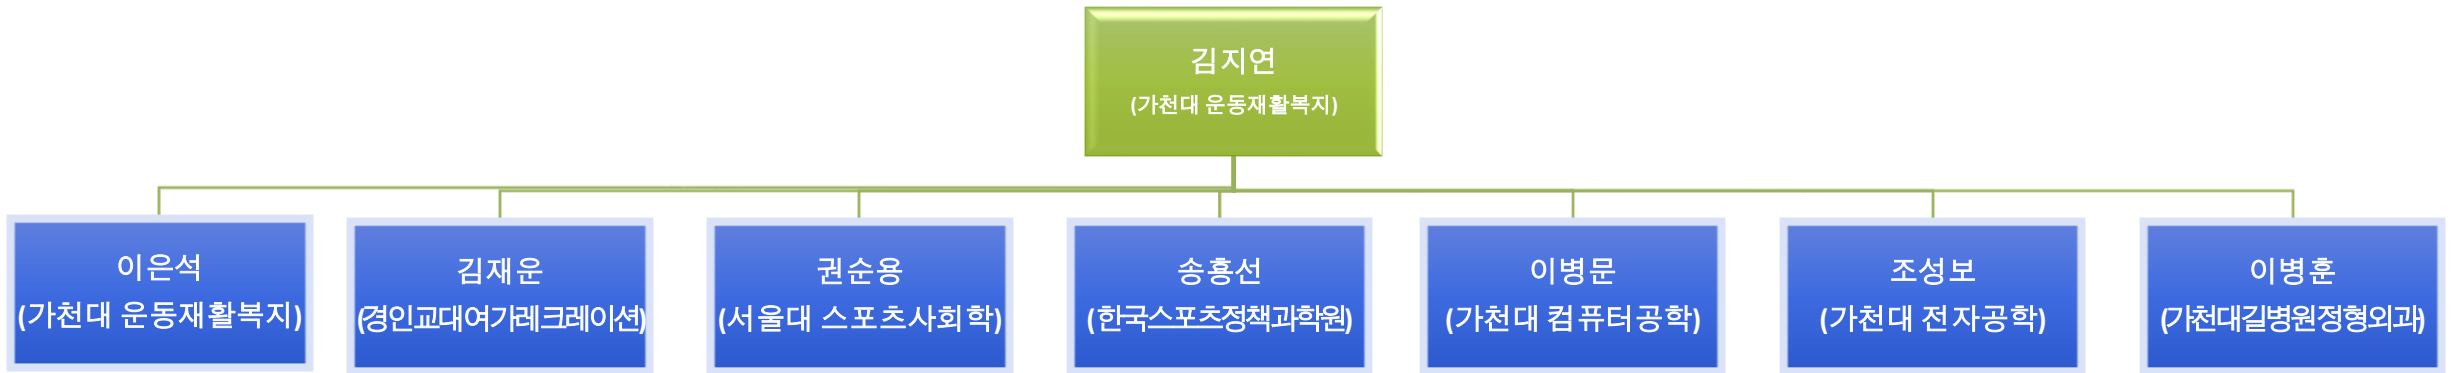 김지연
(가천대 운동재활복지)
이은석
(가천대 운동재활복지)
김재운
(경인교대여가레크레이션)
권순용
(서울대 스포츠사회학)
송홍선
(한국스포츠정책과학원)
이병문
(가천대 컴퓨터공학)
조성보
(가천대 전자공학)
이병훈
(가천대길병원정형외과)